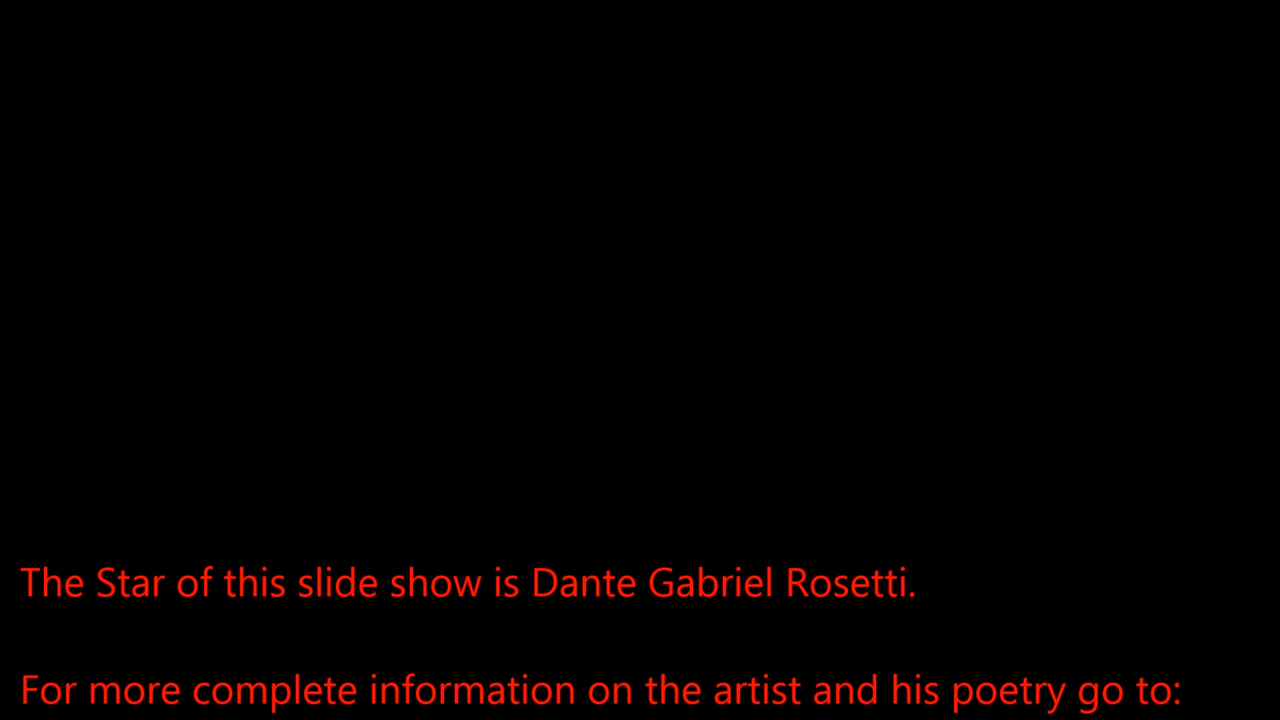 The Star of this slide show is Dante Gabriel Rosetti.
For more complete information on the artist and his poetry go to: